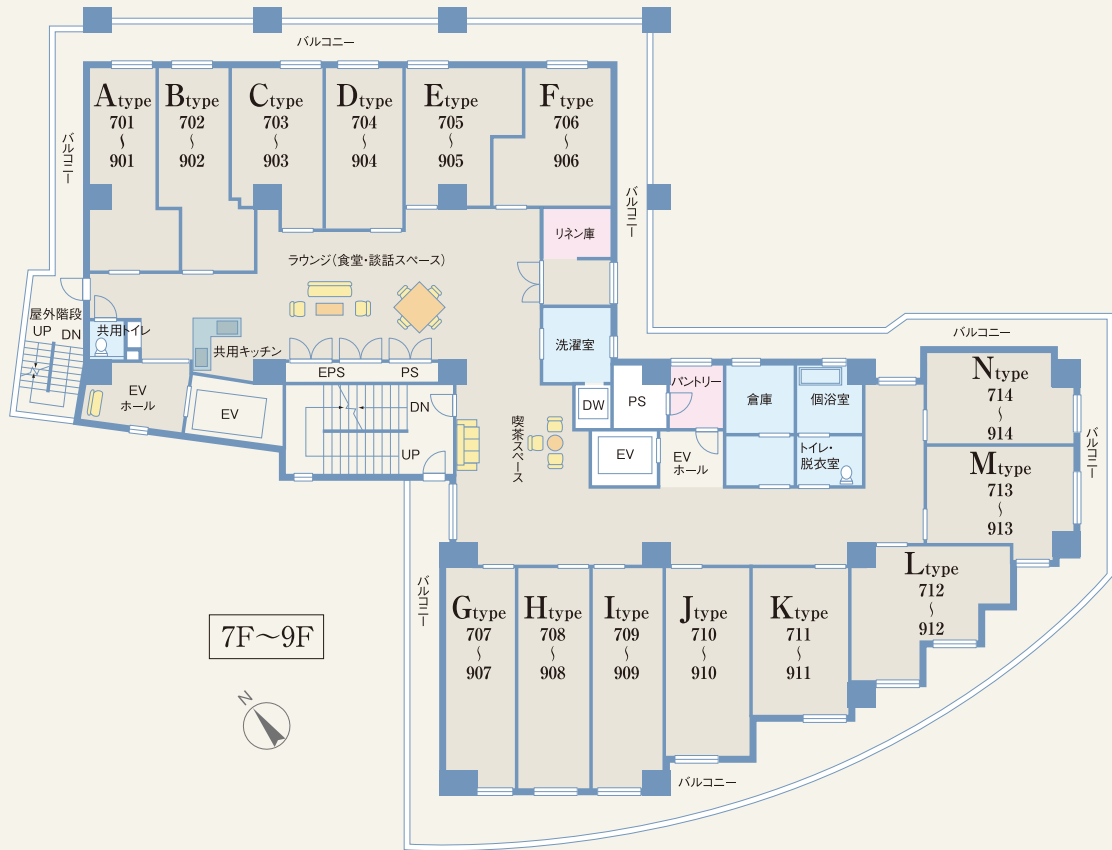 バルコニー
バルコニー
バルコニー
Atype
701
〜
901
Btype
702
〜
902
Ctype
703
〜
903
Dtype
704
〜
904
Etype
705
〜
905
Ftype
706
〜
906
リネン庫
ラウンジ(食堂・談話スペース)
屋外階段
UP DN
共用トイレ
共用キッチン
洗濯室
EPS
PS
EV
ホール
EV
DN
UP
喫茶スペース
DW
PS
パントリー
倉庫
個浴室
EV
EV
ホール
トイレ・
脱衣室
バルコニー
Ntype
714
〜
914
バルコニー
Mtype
713
〜
913
Ltype
712
〜
912
バルコニー
Gtype
707
〜
907
Htype
708
〜
908
Itype
709
〜
909
Jtype
710
〜
910
Ktype
711
〜
911
バルコニー
7F〜9F
N